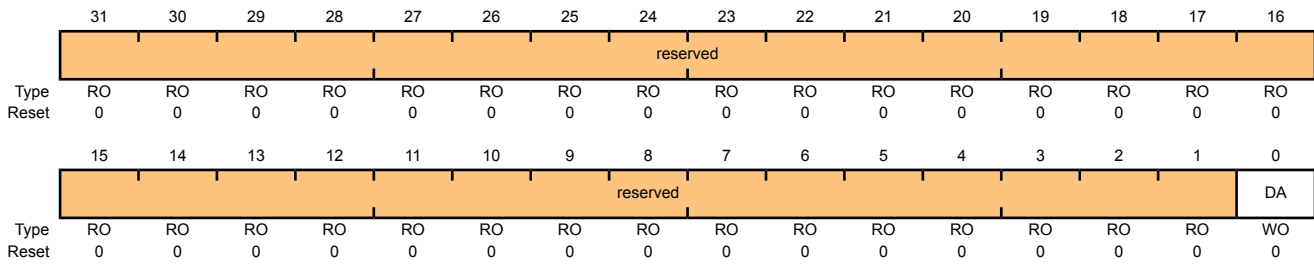 31 30 29 28 27 26 25 24 23 22 21 20 19 18 17 16
reserved
Type RO RO RO RO RO RO RO RO RO RO RO RO RO RO RO RO
Reset 0 0 0 0 0 0 0 0 0 0 0 0 0 0 0 0
15 14 13 12 11 10 9 8 7 6 5 4 3 2 1 0
reserved DA
Type RO RO RO RO RO RO RO RO RO RO RO RO RO RO RO WO
Reset 0 0 0 0 0 0 0 0 0 0 0 0 0 0 0 0